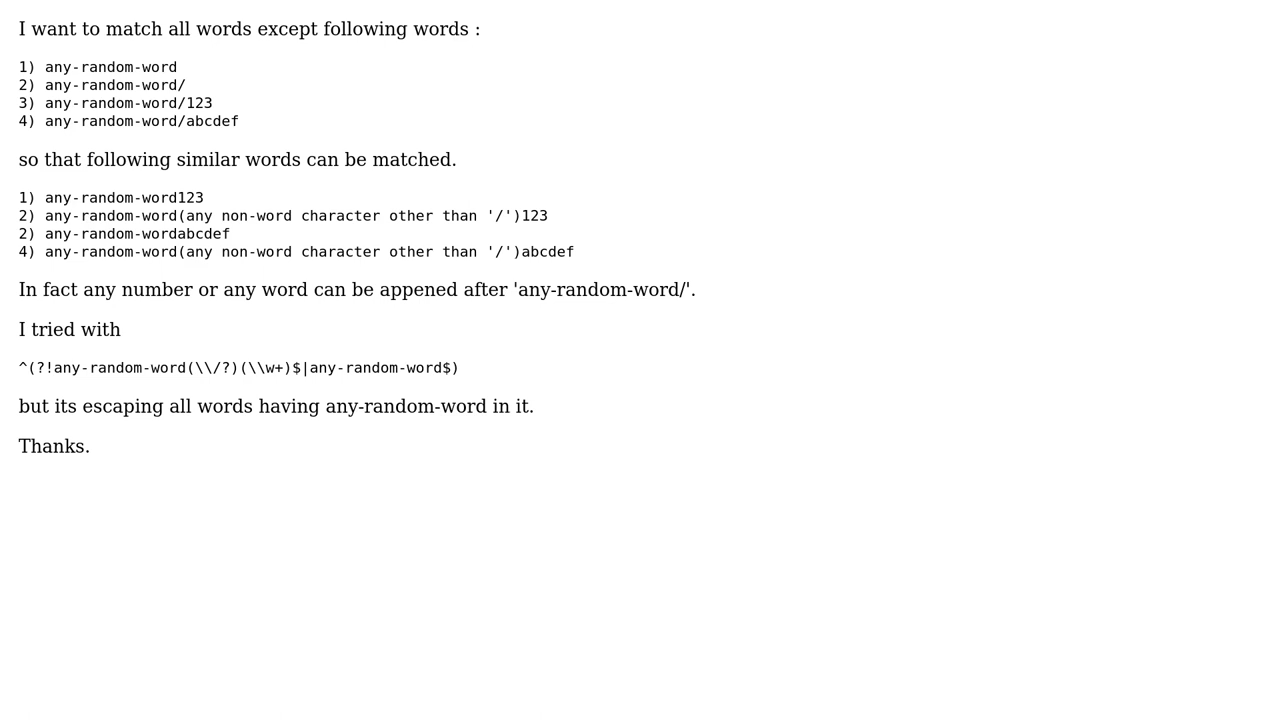 I want to match all words except following words :
1) any-random-word
2) any-random-word/
3) any-random-word/123
4) any-random-word/abcdef
so that following similar words can be matched.
1) any-random-word123
2) any-random-word(any non-word character other than '/')123
2) any-random-wordabcdef
4) any-random-word(any non-word character other than '/')abcdef
In fact any number or any word can be appened after 'any-random-word/'.
I tried with
^(?!any-random-word(\\/?)(\\w+)$|any-random-word$)
but its escaping all words having any-random-word in it.
Thanks.